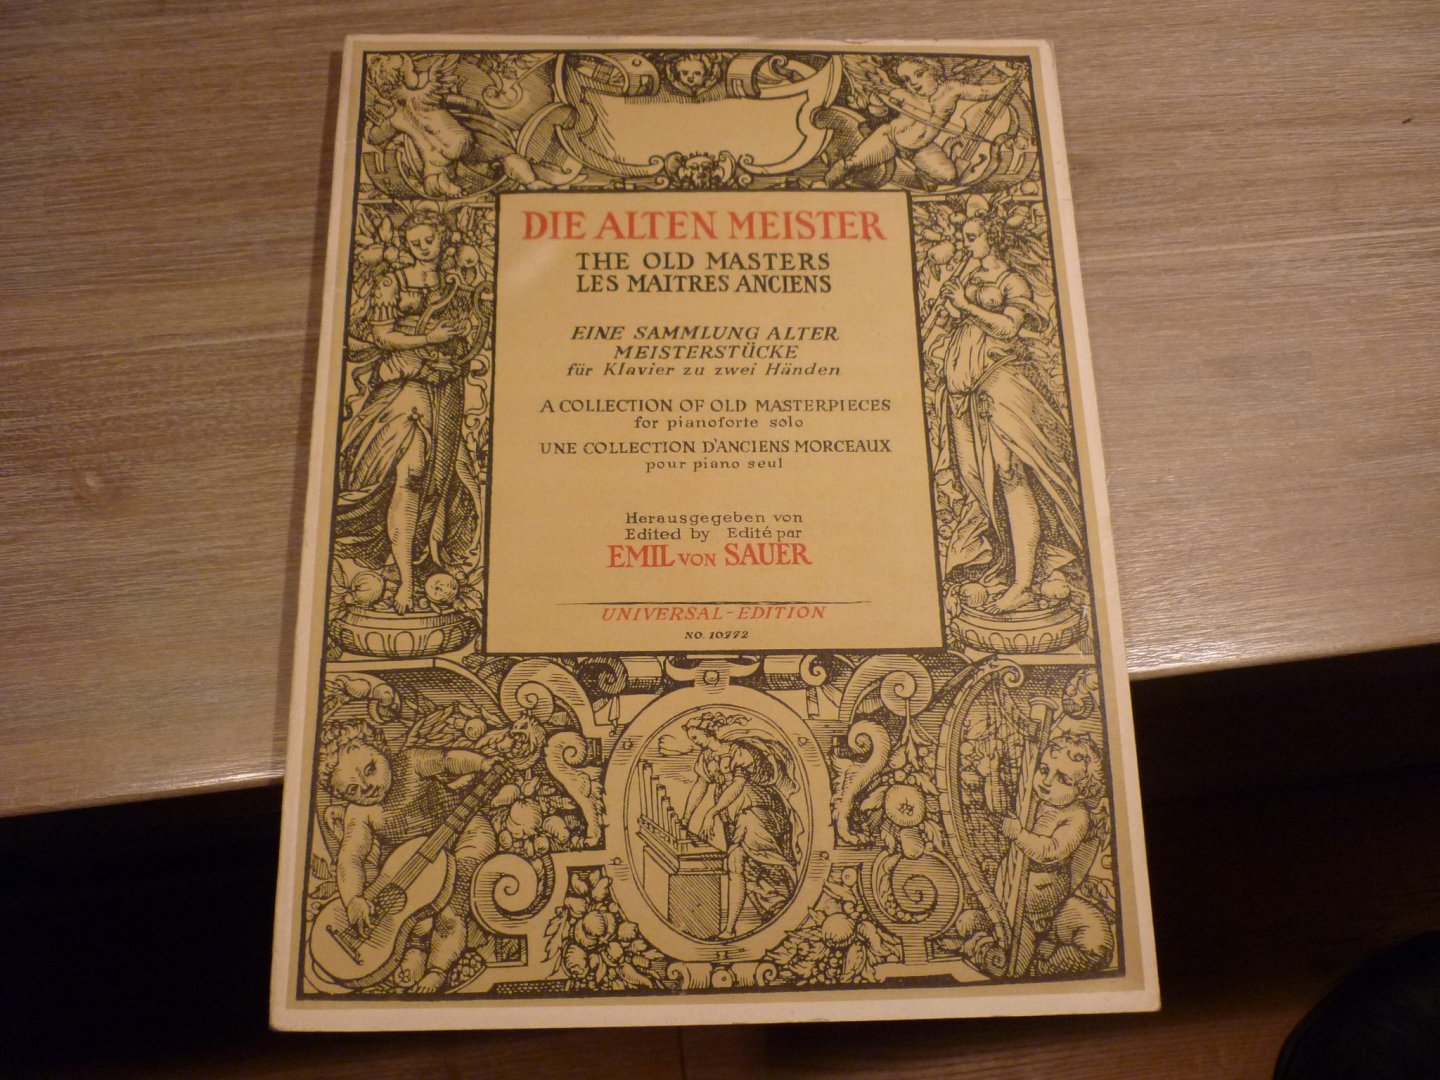 DIE ALTEN MEISTER
THE OLD MASTERS
LES MAITRES ANCIENS
EINE SAMMLUNG ALTER
MEISTERSTÜCKE
für Klavier zu zwei Händen
A COLLECTION OF OLD MASTERPIECES
for pianoforte solo
UNE COLLECTION D'ANCIENS MORCEAUX
pour piano seul
Herausgegeben von
Edited by Edité par
EMIL VON SAUER
UNIVERSAL-EDITION
NO. 10772